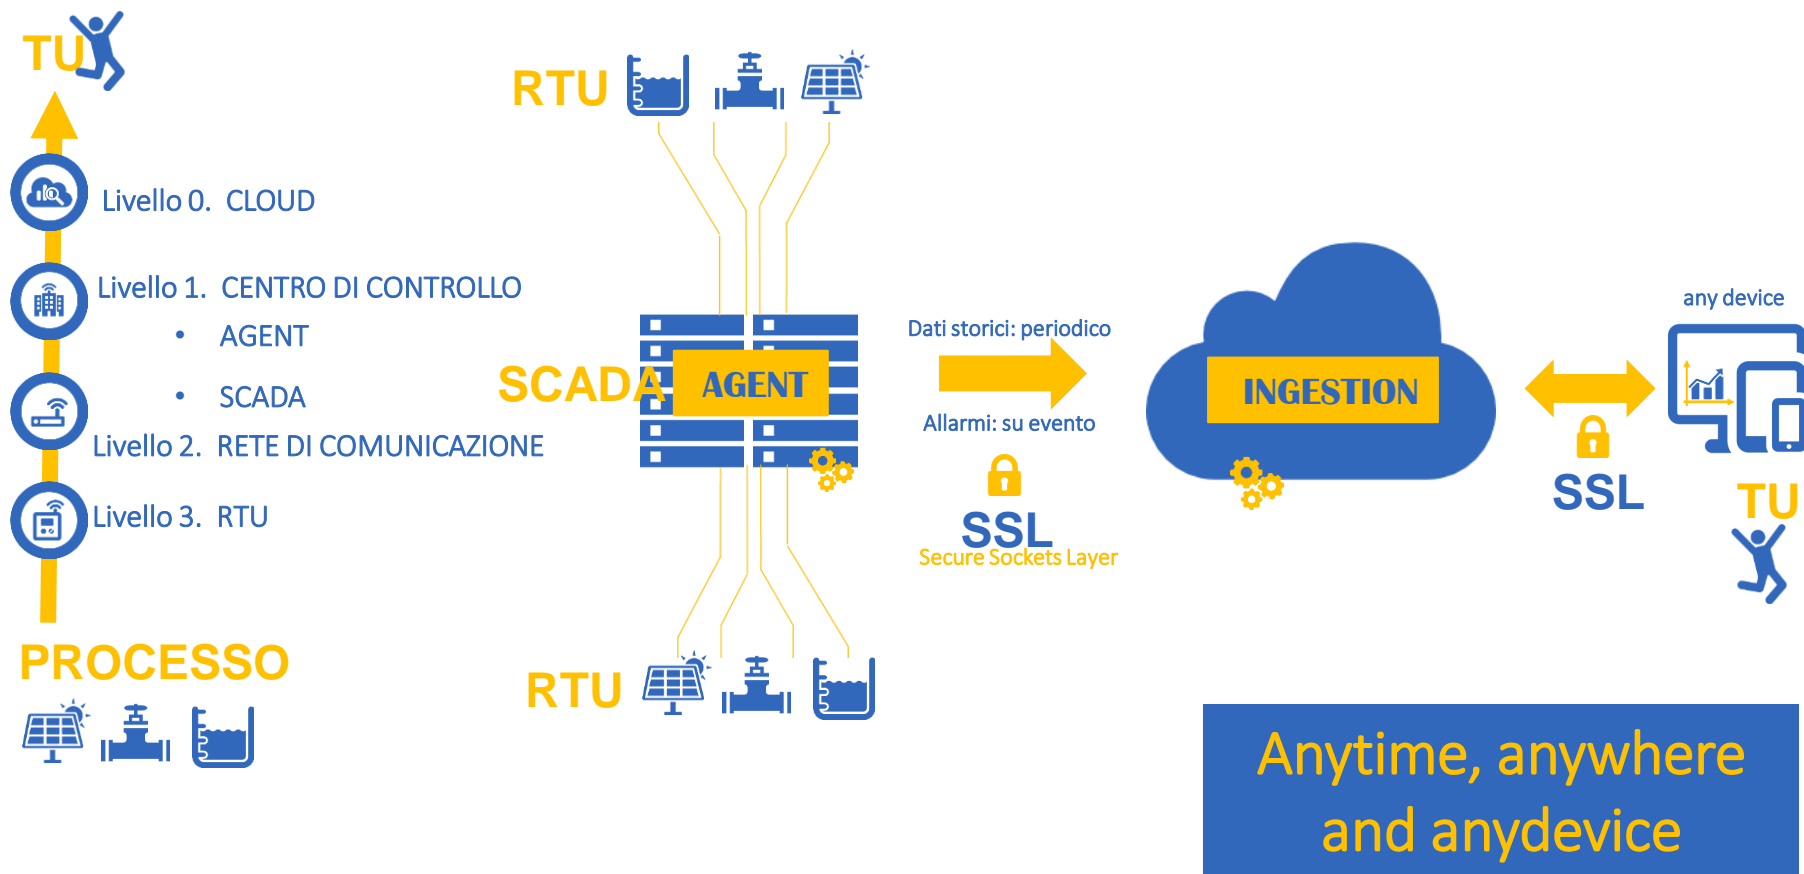 TU
Livello 0. CLOUD
Livello 1. CENTRO DI CONTROLLO
• AGENT
• SCADA
Livello 2. RETE DI COMUNICAZIONE
Livello 3. RTU
PROCESSO
RTU
SCADA
AGENT
RTU
Dati storici: periodico
Allarmi: su evento
SSL
Secure Sockets Layer
INGESTION
SSL
any device
TU
Anytime, anywhere
and anydevice